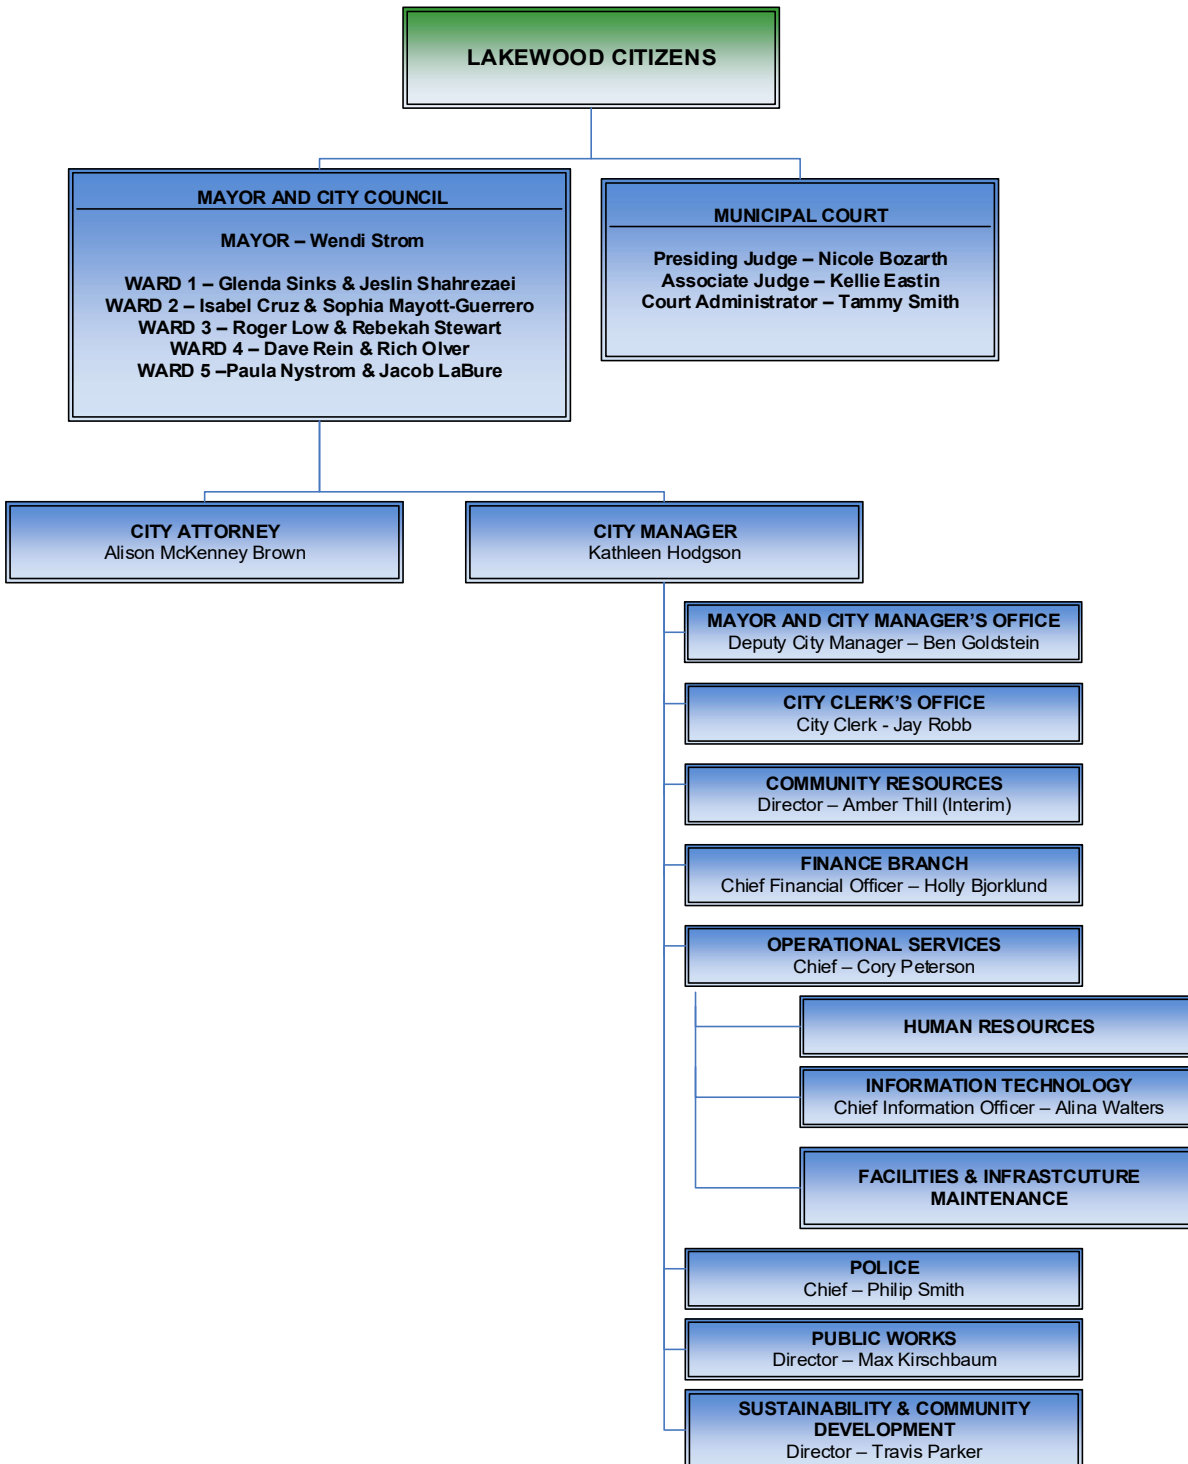 LAKEWOOD CITIZENS
MAYOR AND CITY COUNCIL
MAYOR – Wendi Strom
WARD 1 – Glenda Sinks & Jeslin Shahrezaei
WARD 2 – Isabel Cruz & Sophia Mayott-Guerrero
WARD 3 – Roger Low & Rebekah Stewart
WARD 4 – Dave Rein & Rich Olver
WARD 5 –Paula Nystrom & Jacob LaBure
MUNICIPAL COURT
Presiding Judge – Nicole Bozarth
Associate Judge – Kellie Eastin
Court Administrator – Tammy Smith
CITY ATTORNEY
Alison McKenney Brown
CITY MANAGER
Kathleen Hodgson
MAYOR AND CITY MANAGER’S OFFICE
Deputy City Manager – Ben Goldstein
CITY CLERK’S OFFICE
City Clerk - Jay Robb
COMMUNITY RESOURCES
Director – Amber Thill (Interim)
FINANCE BRANCH
Chief Financial Officer – Holly Bjorklund
OPERATIONAL SERVICES
Chief – Cory Peterson
HUMAN RESOURCES
INFORMATION TECHNOLOGY
Chief Information Officer – Alina Walters
FACILITIES & INFRASTCUTURE
MAINTENANCE
POLICE
Chief – Philip Smith
PUBLIC WORKS
Director – Max Kirschbaum
SUSTAINABILITY & COMMUNITY
DEVELOPMENT
Director – Travis Parker